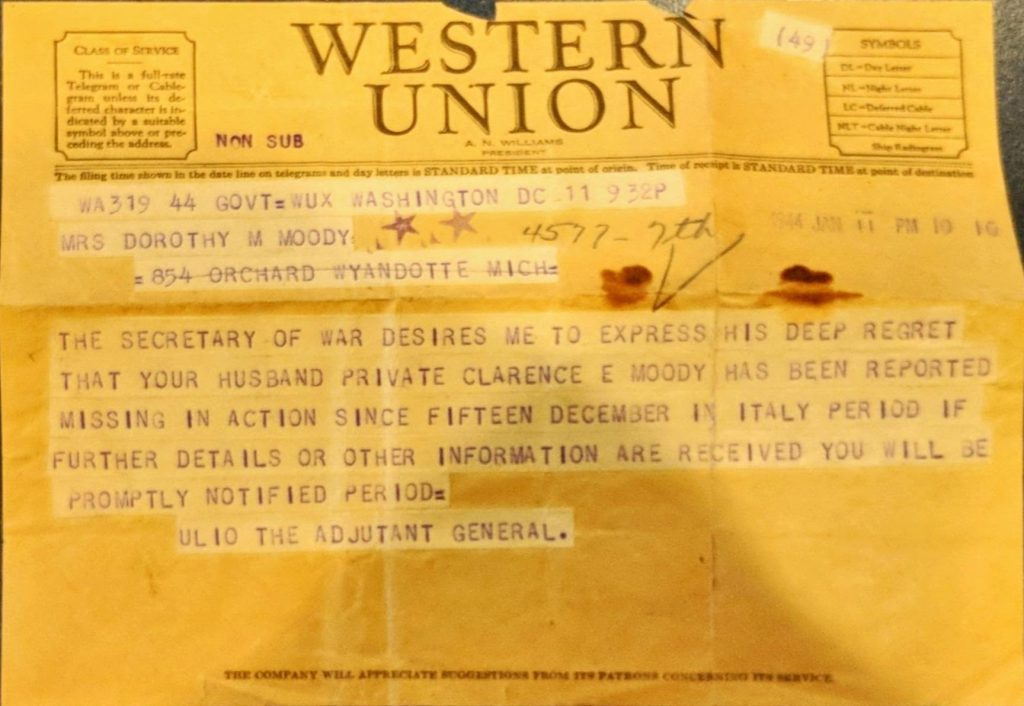 WESTERN
UNION
(49)
CLASS OF SERVICE
This is a full-rate
Telegram or Cable-
gram unless its de-
ferred character is in-
dicated by a suitable
symbol above or pre-
ceding the address.
NON SUB
A. N. WILLIAMS
PRESIDENT
SYMBOLS
DL=Day Letter
NL=Night Letter
LC=Deferred Cable
NLT=Cable Night Letter
Ship Radiogram
The filing time shown in the date line on telegrams and day letters is STANDARD TIME at point of origin. Time of receipt is STANDARD TIME at point of destination
WA319 44 GOVT=WUX WASHINGTON DC 11 932P
1944 JAN 11 PM 10 10
MRS DOROTHY M MOODY
4577 - 7th
=854 ORCHARD WYANDOTTE MICH=
THE SECRETARY OF WAR DESIRES ME TO EXPRESS HIS DEEP REGRET
THAT YOUR HUSBAND PRIVATE CLARENCE E MOODY HAS BEEN REPORTED
MISSING IN ACTION SINCE FIFTEEN DECEMBER IN ITALY PERIOD IF
FURTHER DETAILS OR OTHER INFORMATION ARE RECEIVED YOU WILL BE
PROMPTLY NOTIFIED PERIOD=
ULIO THE ADJUTANT GENERAL.
THE COMPANY WILL APPRECIATE SUGGESTIONS FROM ITS PATRONS CONCERNING ITS SERVICE